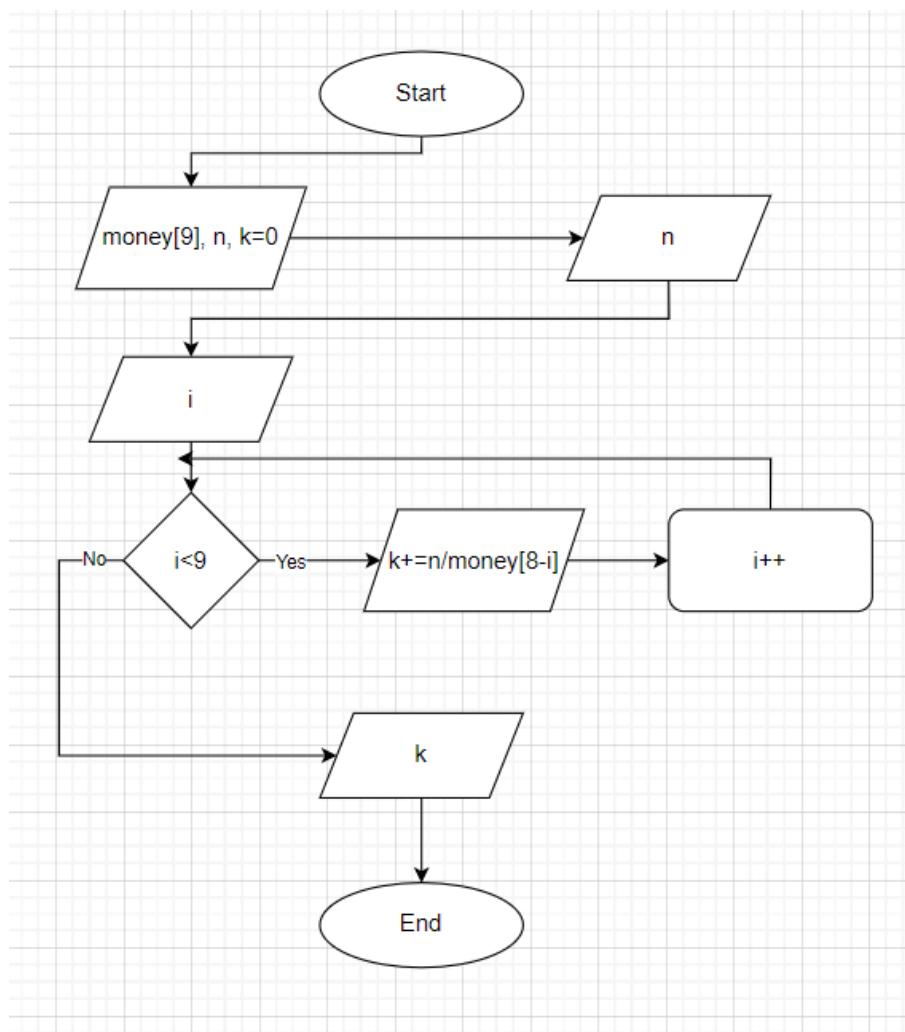 Start
money[9], n, k=0
n
i
i<9
No
Yes
k+=n/money[8-i]
i++
k
End